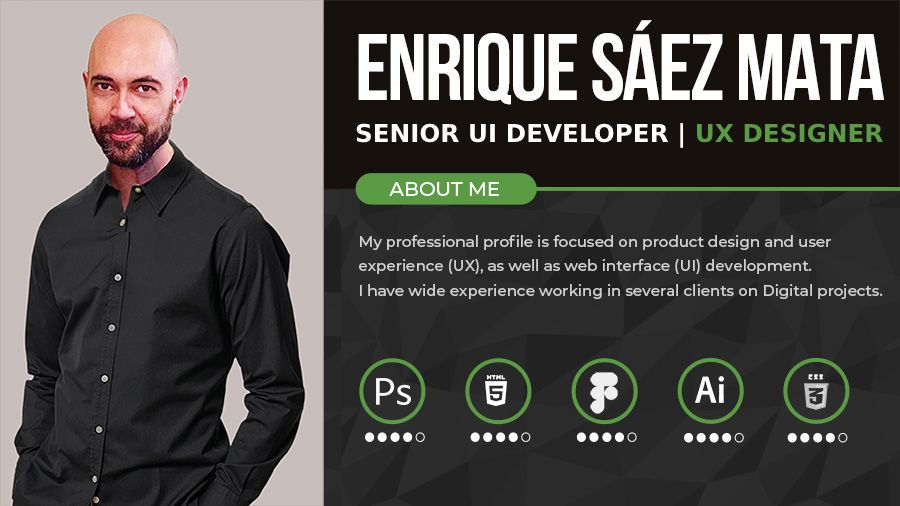 ENRIQUE SÁEZ MATA
SENIOR UI DEVELOPER | UX DESIGNER
ABOUT ME
My professional profile is focused on product design and user
experience (UX), as well as web interface (UI) development.
I have wide experience working in several clients on Digital projects.
Ps
HTML
5
Ai
CSS
3